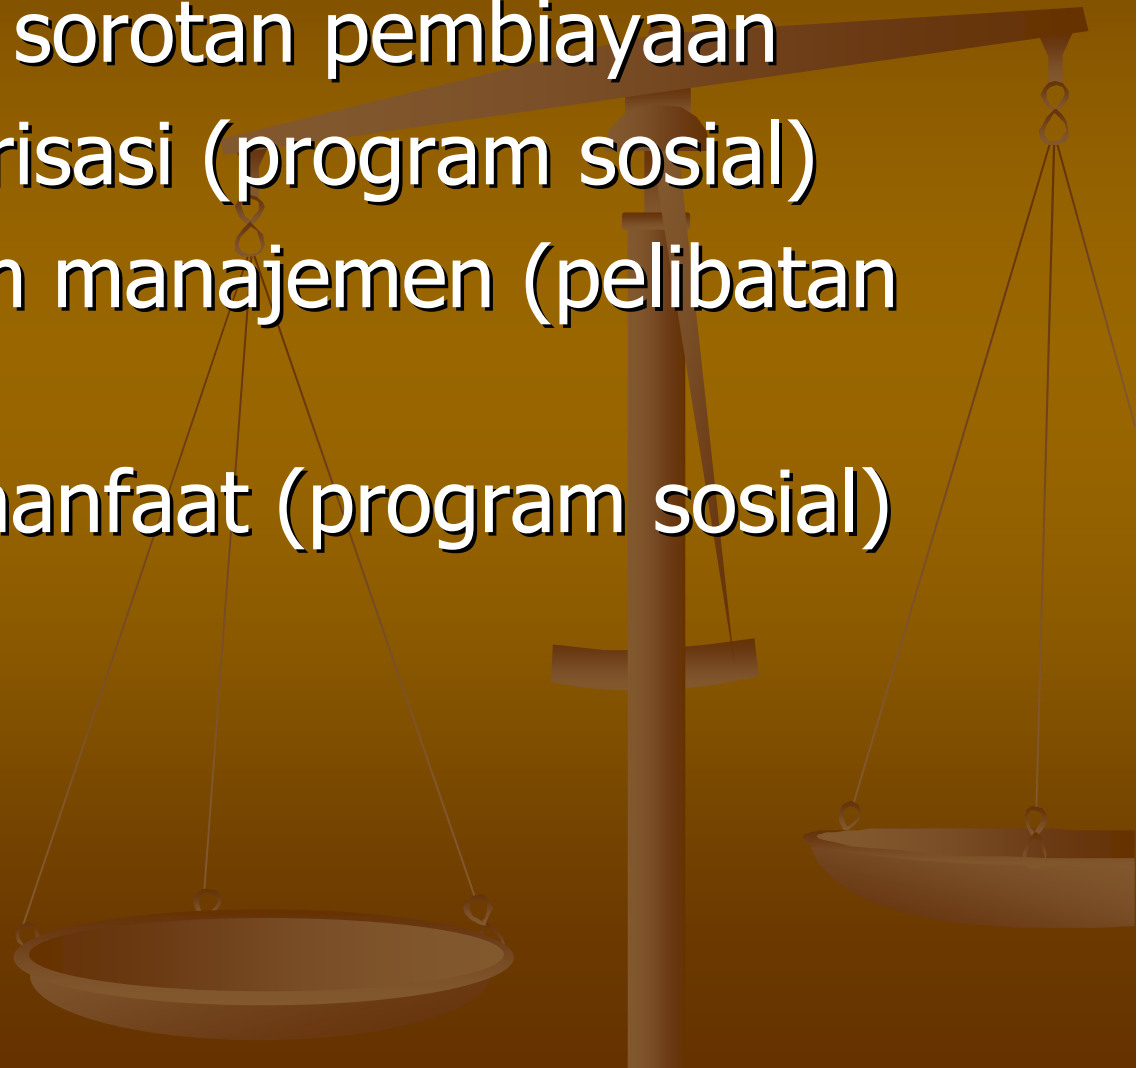 sorotan pembiayaan
risasi (program sosial)
manajemen (pelibatan
anfaat (program sosial)